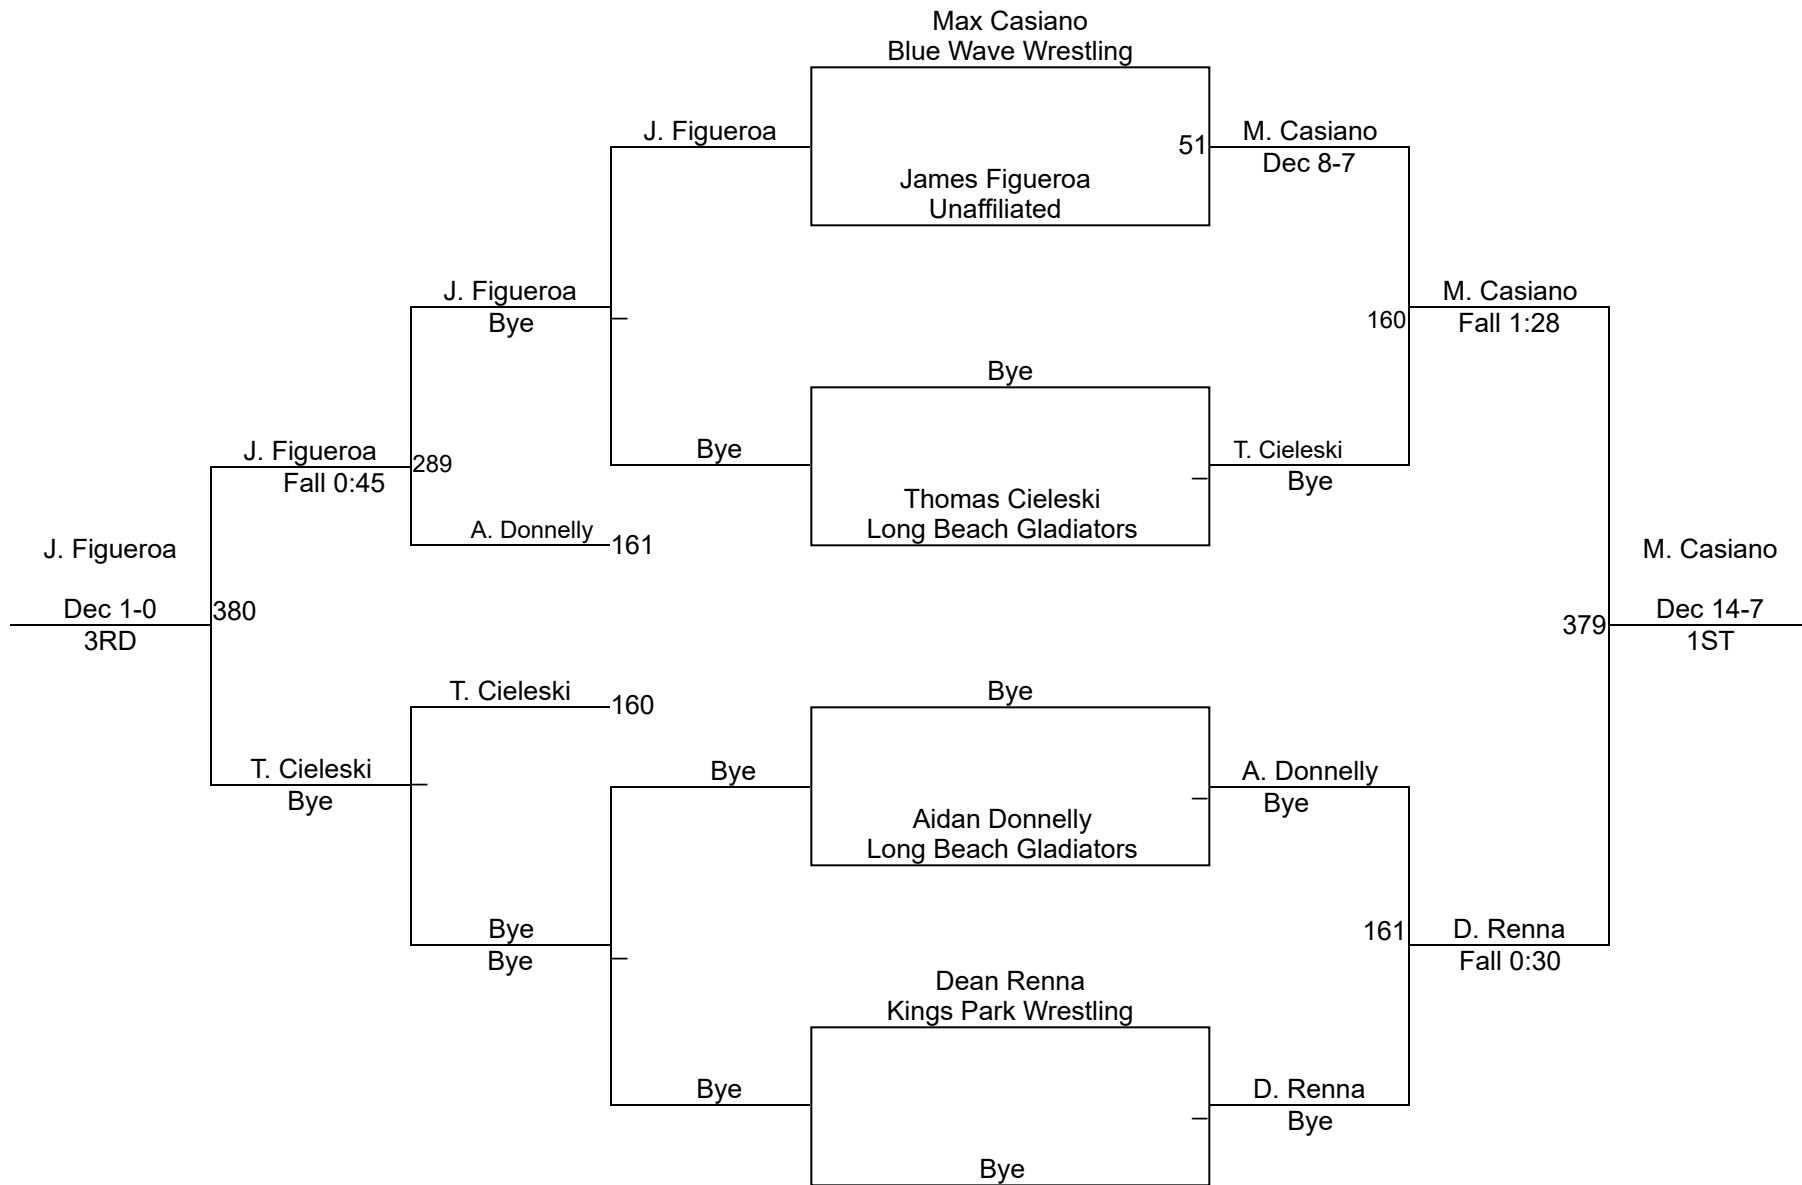 Max Casiano
Blue Wave Wrestling
J. Figueroa
51
M. Casiano
Dec 8-7
James Figueroa
Unaffiliated
J. Figueroa
Bye
160
M. Casiano
Fall 1:28
Bye
J. Figueroa
Fall 0:45
289
Bye
T. Cieleski
Bye
Thomas Cieleski
Long Beach Gladiators
A. Donnelly
161
J. Figueroa
Dec 1-0
3RD
380
M. Casiano
379
Dec 14-7
1ST
T. Cieleski
160
Bye
T. Cieleski
Bye
Bye
A. Donnelly
Bye
Aidan Donnelly
Long Beach Gladiators
Bye
Bye
161
D. Renna
Fall 0:30
Dean Renna
Kings Park Wrestling
Bye
D. Renna
Bye
Bye